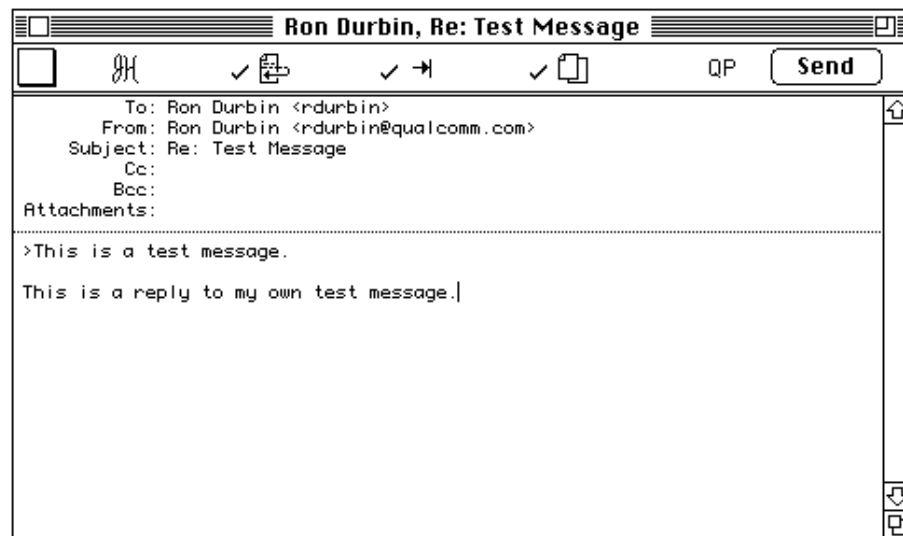 Ron Durbin, Re: Test Message
QP Send
To: Ron Durbin <rdurbin>
From: Ron Durbin <rdurbin@qualcomm.com>
Subject: Re: Test Message
Cc:
Bcc:
Attachments:
>This is a test message.
This is a reply to my own test message.